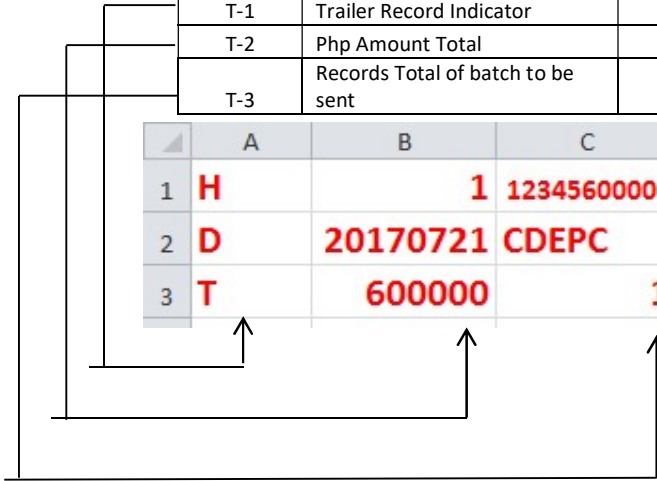 T-1 Trailer Record Indicator
T-2 Php Amount Total
Records Total of batch to be
T-3 sent
A B C
1 H 1 1234560000
2 D 20170721 CDEPC
3 T 600000 1